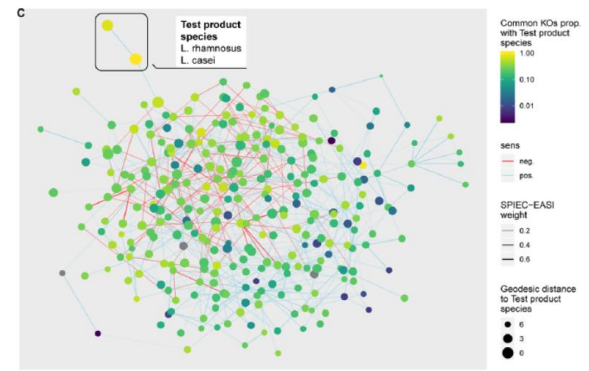 C
Test product
species
L. rhamnosus
L. casei
Common KOs prop.
with Test product
species
1.00
0.10
0.01
sens
neg.
pos.
SPIEC-EASI
weight
0.2
0.4
0.6
Geodesic distance
to Test product
species
6
3
0